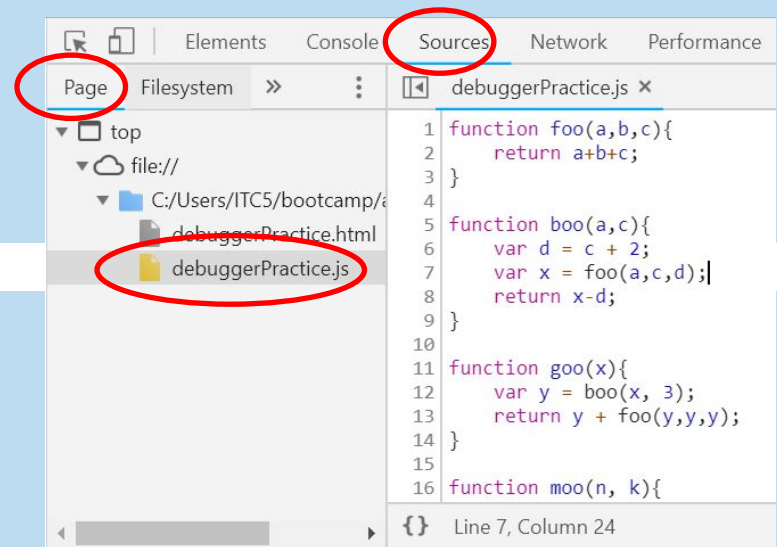 Elements Console Sources Network Performance
Page Filesystem »
top
file://
C:/Users/ITC5/bootcamp/
debuggerPractice.html
debuggerPractice.js
debuggerPractice.js ×
1 function foo(a,b,c){
2     return a+b+c;
3 }
4
5 function boo(a,c){
6     var d = c + 2;
7     var x = foo(a,c,d);
8     return x-d;
9 }
10
11 function goo(x){
12     var y = boo(x, 3);
13     return y + foo(y,y,y);
14 }
15
16 function moo(n, k){
{} Line 7, Column 24